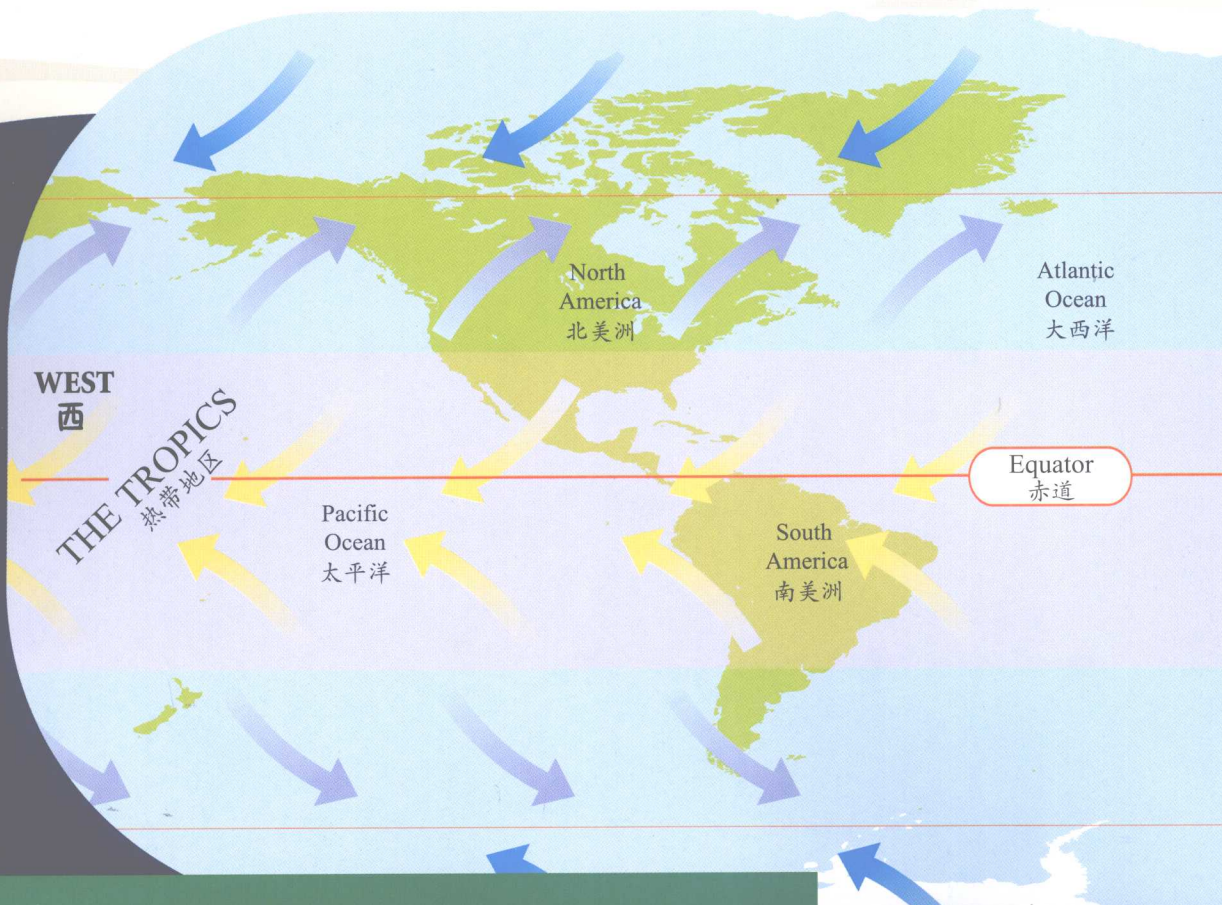 North
America
北美洲
Atlantic
Ocean
大西洋
WEST
西
THE TROPICS
热带地区
Equator
赤道
Pacific
Ocean
太平洋
South
America
南美洲